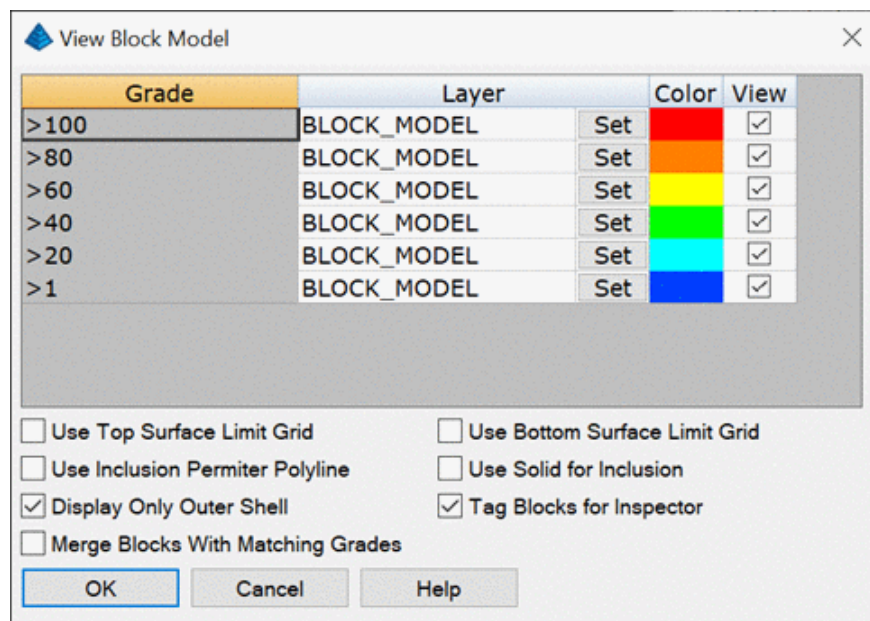 View Block Model
Grade Layer Color View
>100 BLOCK_MODEL Set
>80 BLOCK_MODEL Set
>60 BLOCK_MODEL Set
>40 BLOCK_MODEL Set
>20 BLOCK_MODEL Set
>1 BLOCK_MODEL Set
Use Top Surface Limit Grid Use Bottom Surface Limit Grid
Use Inclusion Permiter Polyline Use Solid for Inclusion
Display Only Outer Shell Tag Blocks for Inspector
Merge Blocks With Matching Grades
OK Cancel Help